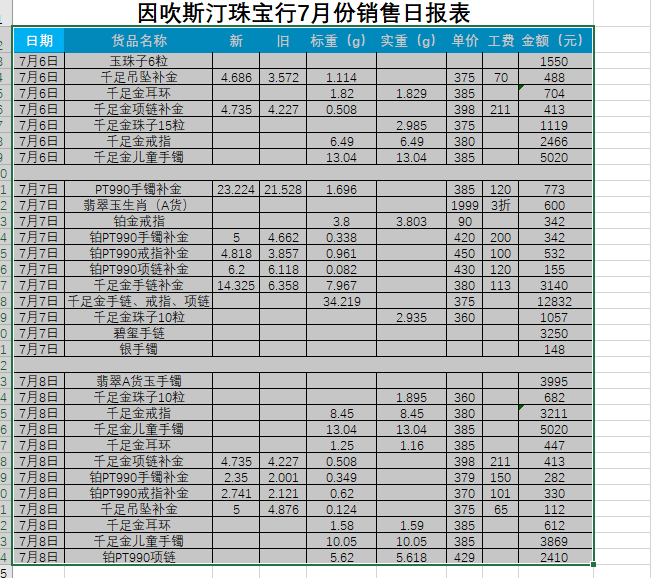 因吹斯汀珠宝行7月份销售日报表
日期 货品名称 新 旧 标重（g） 实重（g） 单价 工费 金额（元）
7月6日 玉珠子6粒 1550
7月6日 千足吊坠补金 4.686 3.572 1.114 375 70 488
7月6日 千足金耳环 1.82 1.829 385 704
7月6日 千足金项链补金 4.735 4.227 0.508 398 211 413
7月6日 千足金珠子15粒 2.985 375 1119
7月6日 千足金戒指 6.49 6.49 380 2466
7月6日 千足金儿童手镯 13.04 13.04 385 5020
7月7日 PT990手镯补金 23.224 21.528 1.696 385 120 773
7月7日 翡翠玉生肖（A货） 1999 3折 600
7月7日 铂金戒指 3.8 3.803 90 342
7月7日 铂PT990手镯补金 5 4.662 0.338 420 200 342
7月7日 铂PT990戒指补金 4.818 3.857 0.961 450 100 532
7月7日 铂PT990项链补金 6.2 6.118 0.082 430 120 155
7月7日 千足金手链补金 14.325 6.358 7.967 380 113 3140
7月7日 千足金手链、戒指、项链 34.219 375 12832
7月7日 千足金珠子10粒 2.935 360 1057
7月7日 碧玺手链 3250
7月7日 银手镯 148
7月8日 翡翠A货玉手镯 3995
7月8日 千足金珠子10粒 1.895 360 682
7月8日 千足金戒指 8.45 8.45 380 3211
7月8日 千足金儿童手镯 13.04 13.04 385 5020
7月8日 千足金耳环 1.25 1.16 385 447
7月8日 千足金项链补金 4.735 4.227 0.508 398 211 413
7月8日 铂PT990手镯补金 2.35 2.001 0.349 379 150 282
7月8日 铂PT990戒指补金 2.741 2.121 0.62 370 101 330
7月8日 千足吊坠补金 5 4.876 0.124 375 65 112
7月8日 千足金耳环 1.58 1.59 385 612
7月8日 千足金儿童手镯 10.05 10.05 385 3869
7月8日 铂PT990项链 5.62 5.618 429 2410